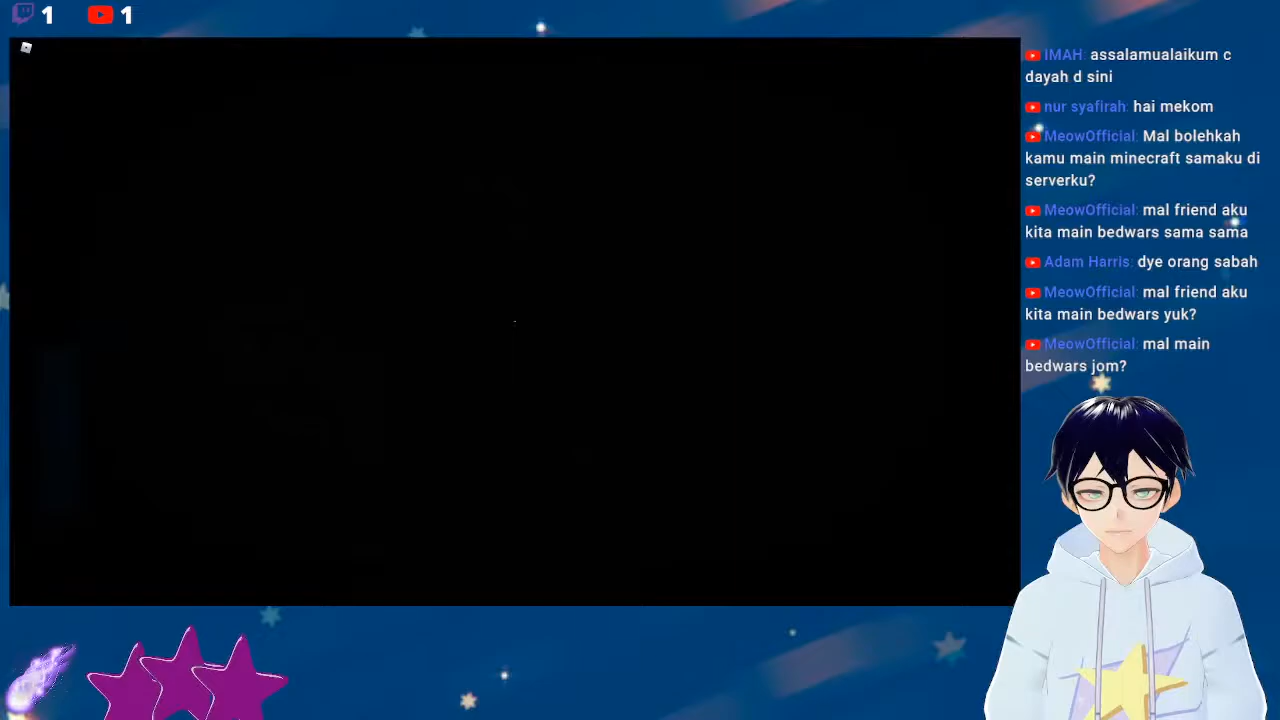 1
1
IMAH: assalamualaikum c
dayah d sini
nur syafirah: hai mekom
MeowOfficial: Mal bolehkah
kamu main minecraft samaku di
serverku?
MeowOfficial: mal friend aku
kita main bedwars sama sama
Adam Harris: dye orang sabah
MeowOfficial: mal friend aku
kita main bedwars yuk?
MeowOfficial: mal main
bedwars jom?